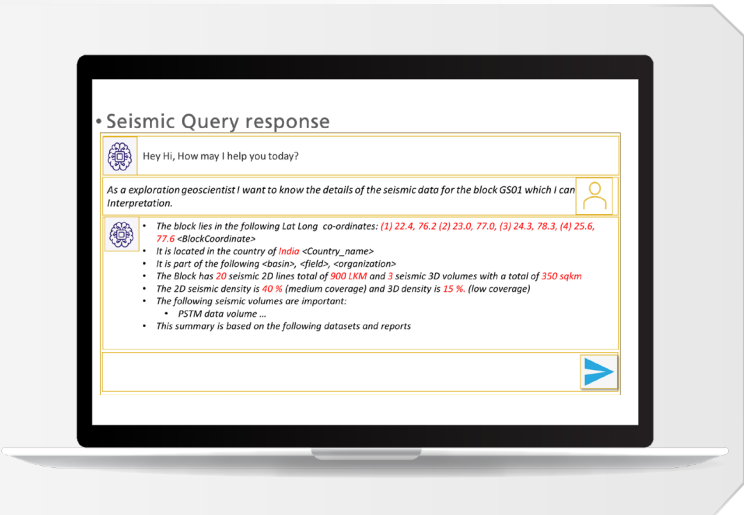 • Seismic Query response
Hey Hi, How may I help you today?
As a exploration geoscientist I want to know the details of the seismic data for the block GS01 which I can
Interpretation.
• The block lies in the following Lat Long co-ordinates: (1) 22.4, 76.2 (2) 23.0, 77.0, (3) 24.3, 78.3, (4) 25.6,
77.6 <BlockCoordinate>
• It is located in the country of India <Country_name>
• It is part of the following <basin>, <field>, <organization>
• The Block has 20 seismic 2D lines total of 900 LKM and 3 seismic 3D volumes with a total of 350 sqkm
• The 2D seismic density is 40 % (medium coverage) and 3D density is 15 %. (low coverage)
• The following seismic volumes are important:
• PSTM data volume ...
• This summary is based on the following datasets and reports